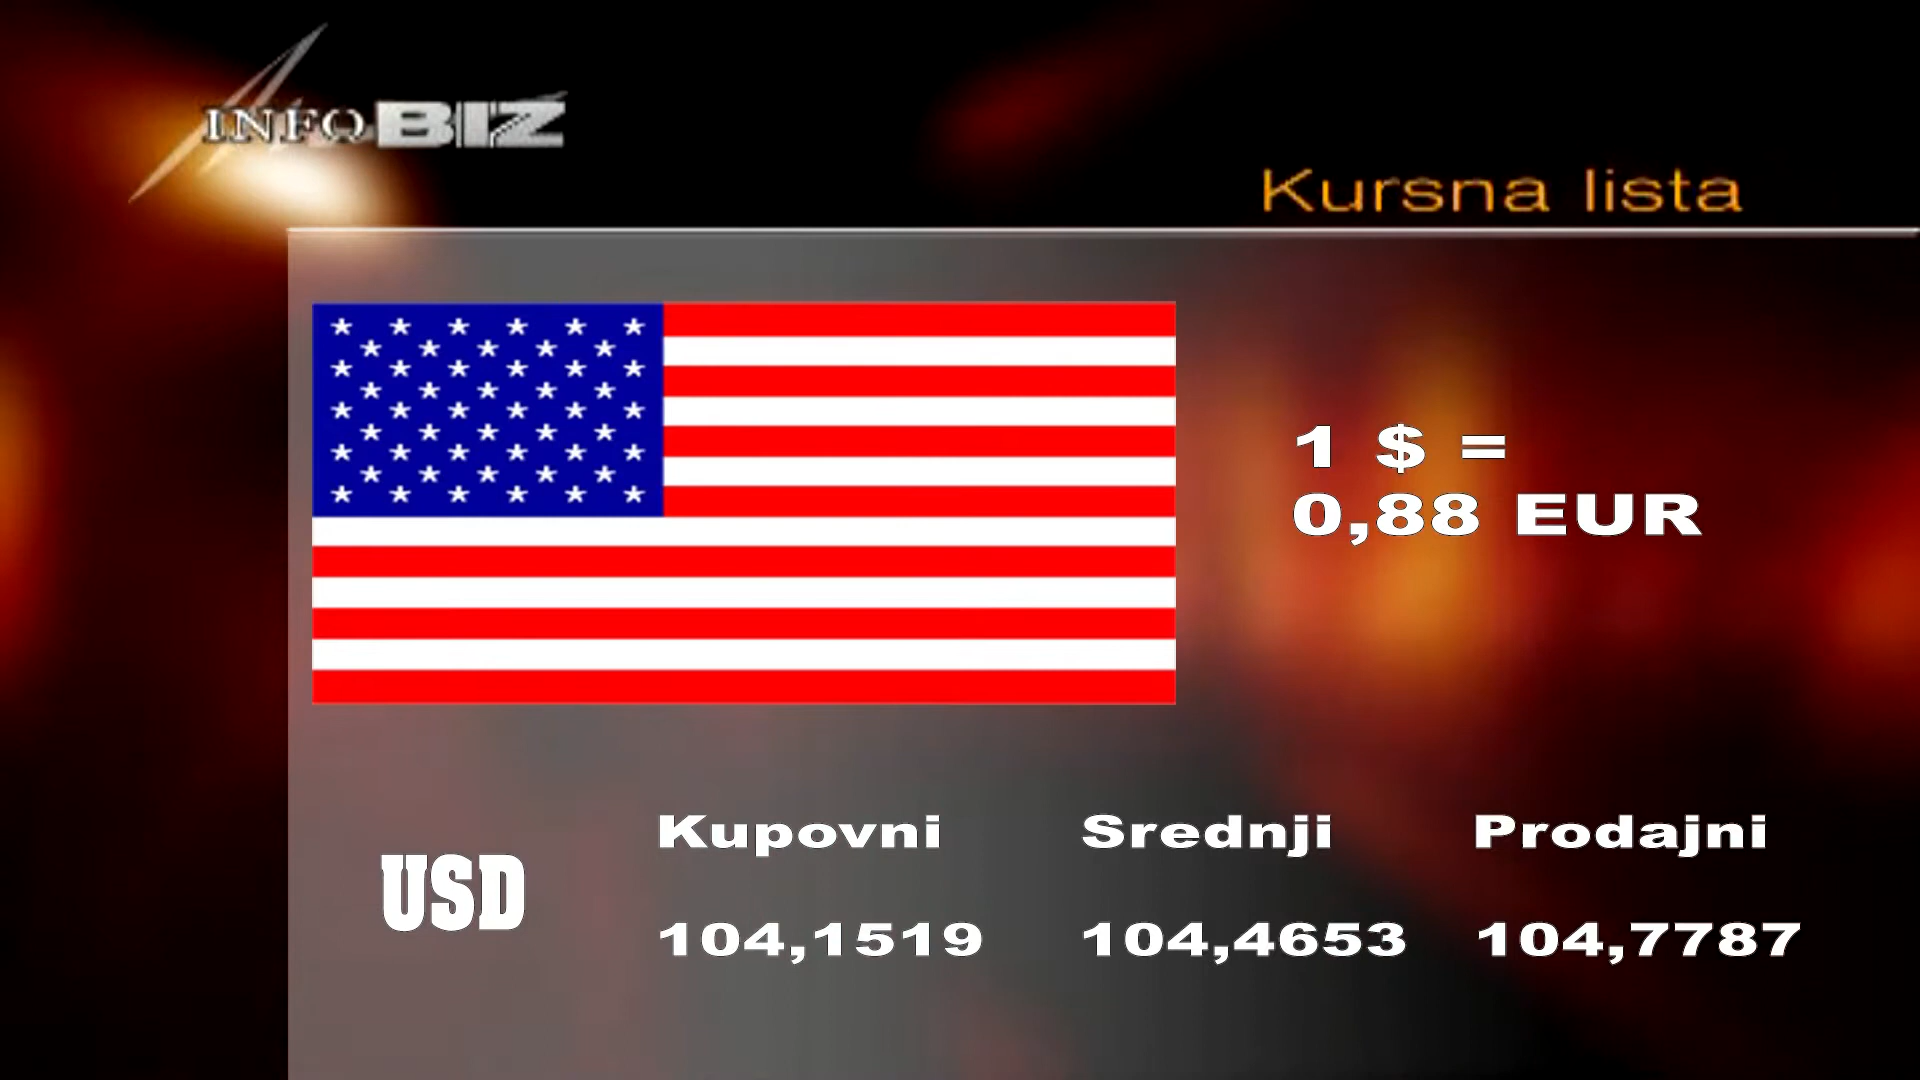 INFO BIZ
Kursna lista
1 $ =
0,88 EUR
Kupovni Srednji Prodajni
USD
104,1519 104,4653 104,7787